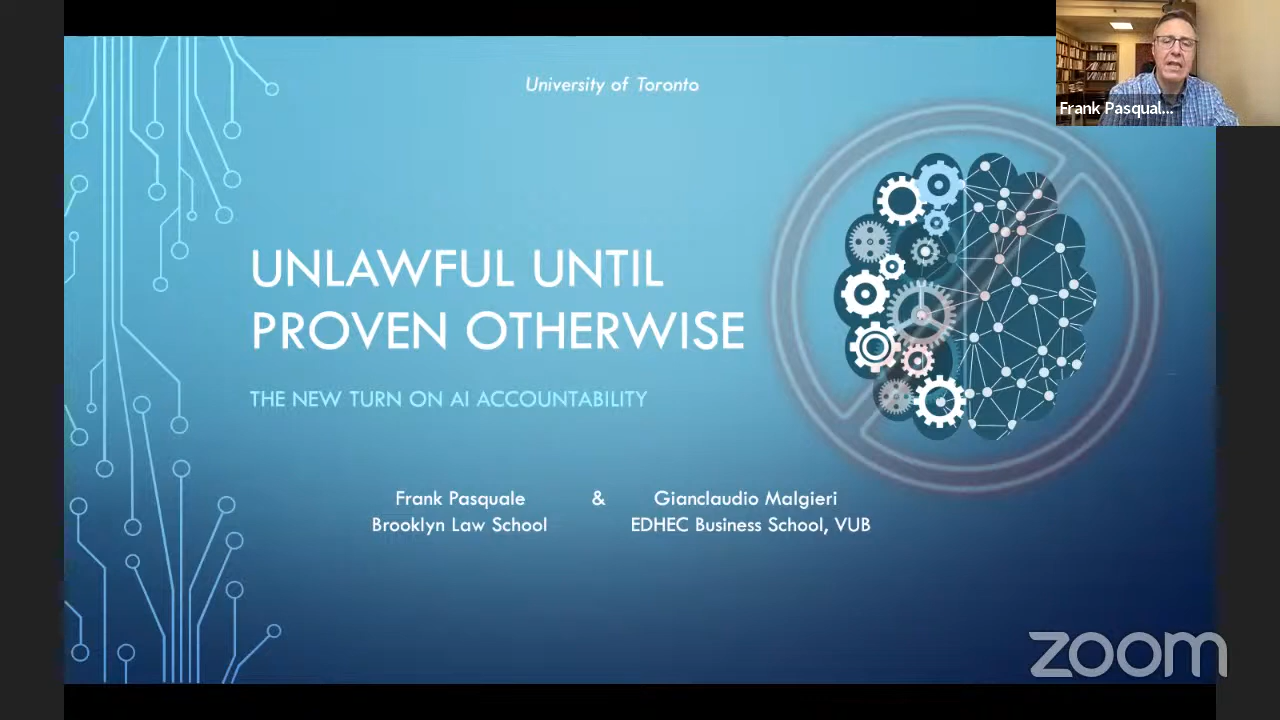 University of Toronto
Frank Pasqual...
UNLAWFUL UNTIL
PROVEN OTHERWISE
THE NEW TURN ON AI ACCOUNTABILITY
Frank Pasquale & Gianclaudio Malgieri
Brooklyn Law School EDHEC Business School, VUB
zoom